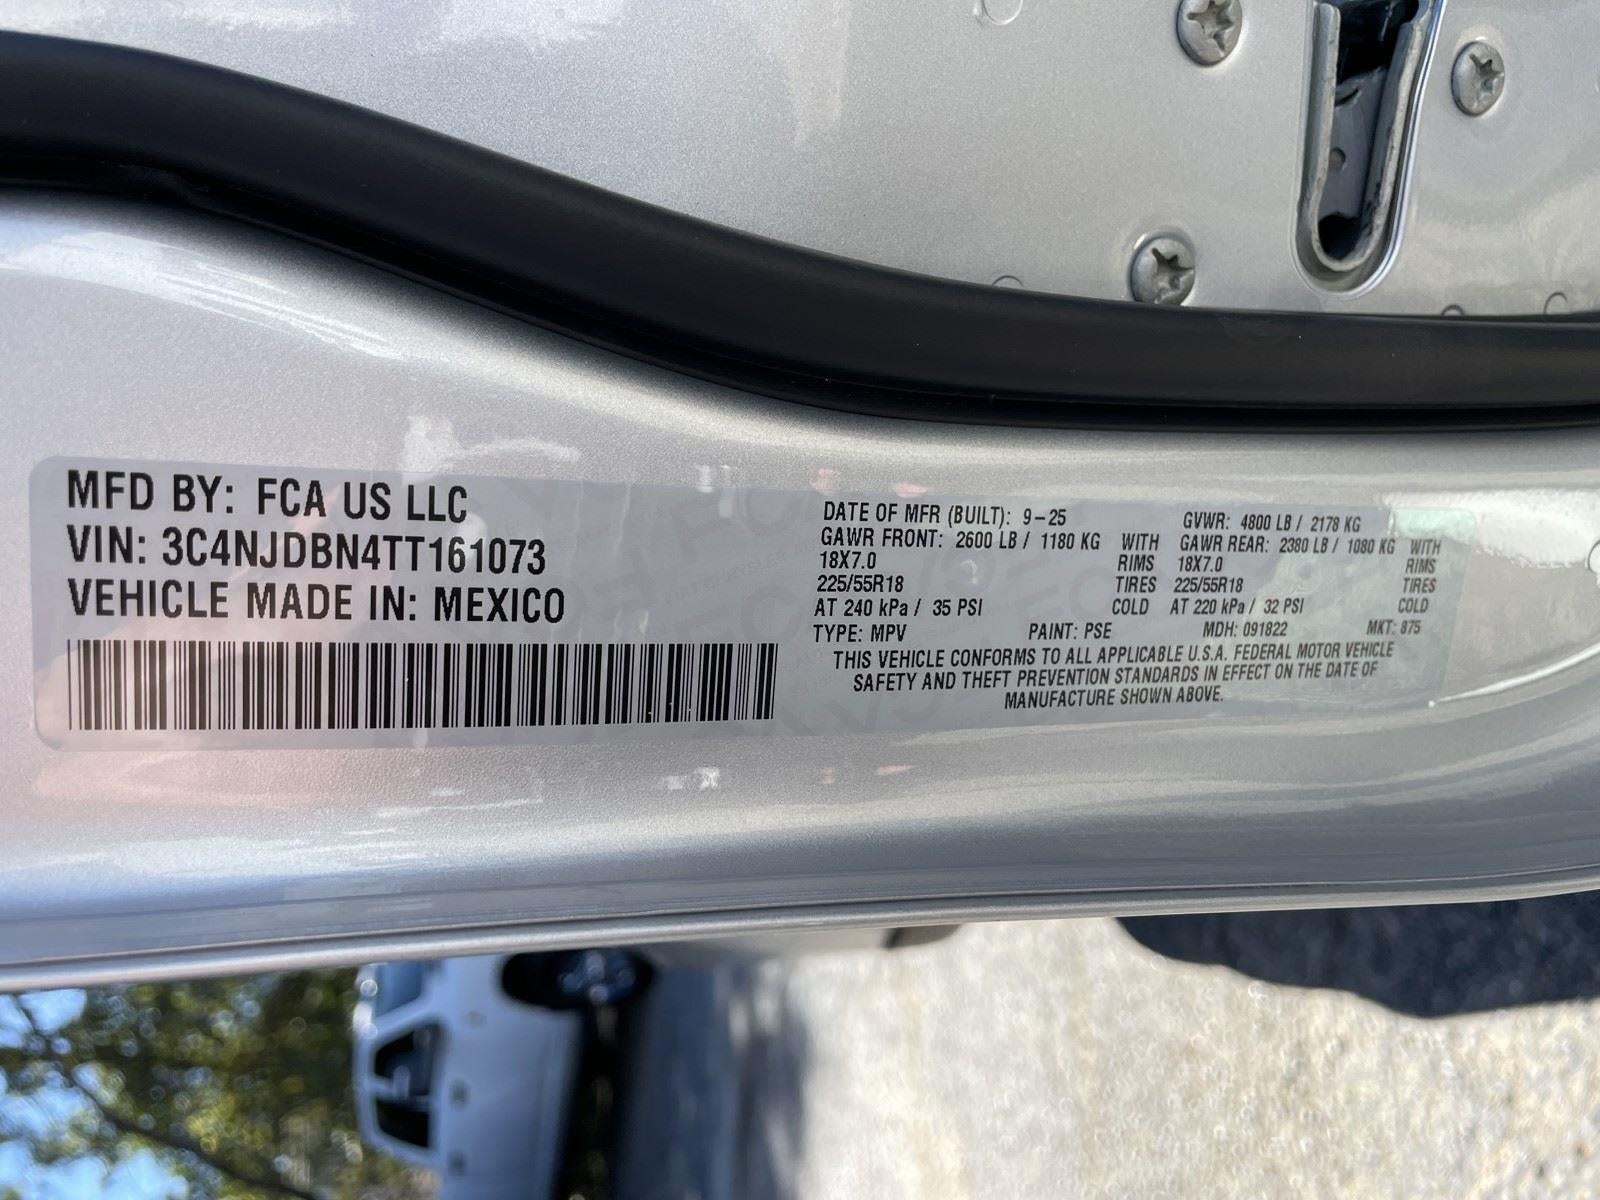 MFD BY: FCA US LLC
VIN: 3C4NJDBN4TT161073
VEHICLE MADE IN: MEXICO
DATE OF MFR (BUILT): 9-25 GVWR: 4800 LB / 2178 KG
GAWR FRONT: 2600 LB / 1180 KG WITH GAWR REAR: 2380 LB / 1080 KG WITH
18X7.0 RIMS 18X7.0 RIMS
225/55R18 TIRES 225/55R18 TIRES
AT 240 kPa / 35 PSI COLD AT 220 kPa / 32 PSI COLD
TYPE: MPV PAINT: PSE MDH: 091822 MKT: 875
THIS VEHICLE CONFORMS TO ALL APPLICABLE U.S.A. FEDERAL MOTOR VEHICLE
SAFETY AND THEFT PREVENTION STANDARDS IN EFFECT ON THE DATE OF
MANUFACTURE SHOWN ABOVE.